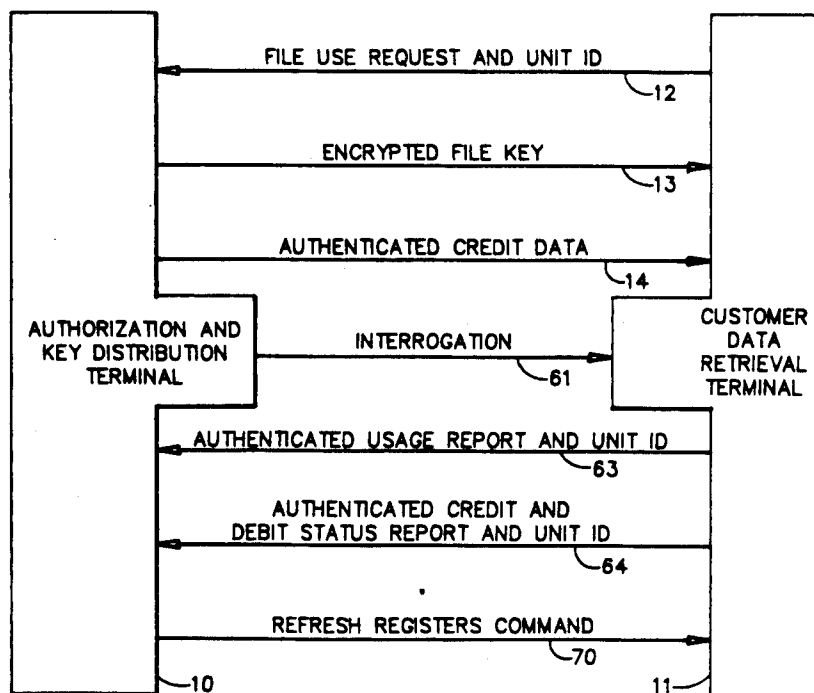 FILE USE REQUEST AND UNIT ID
12
ENCRYPTED FILE KEY
13
AUTHENTICATED CREDIT DATA
14
AUTHORIZATION AND
KEY DISTRIBUTION
TERMINAL
INTERROGATION
61
CUSTOMER
DATA
RETRIEVAL
TERMINAL
AUTHENTICATED USAGE REPORT AND UNIT ID
63
AUTHENTICATED CREDIT AND
DEBIT STATUS REPORT AND UNIT ID
64
REFRESH REGISTERS COMMAND
70
10
11